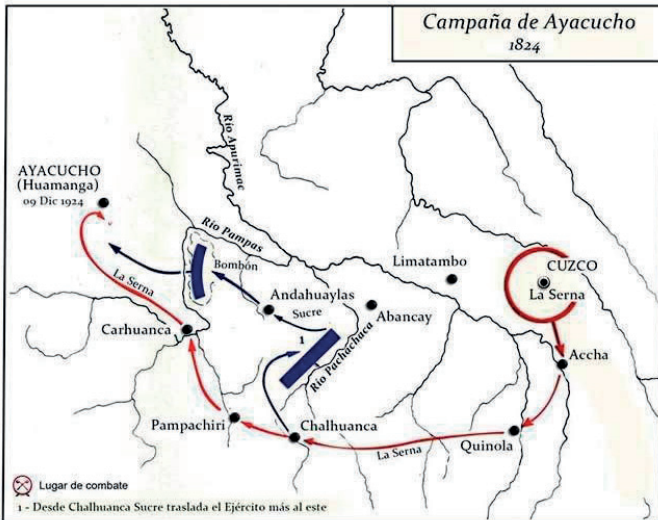 Campaña de Ayacucho
1824
Río Apurimac
AYACUCHO
(Huamanga)
09 Dic 1924
Río Pampas
Bombón
Limatambo
CUZCO
La Serna
La Serna
Andahuaylas
Sucre
Abancay
1
Carhuanca
Río Pachachaca
Accha
Pampachiri
Chalhuanca
La Serna
Quinola
Lugar de combate
1 - Desde Chalhuanca Sucre traslada el Ejército más al este